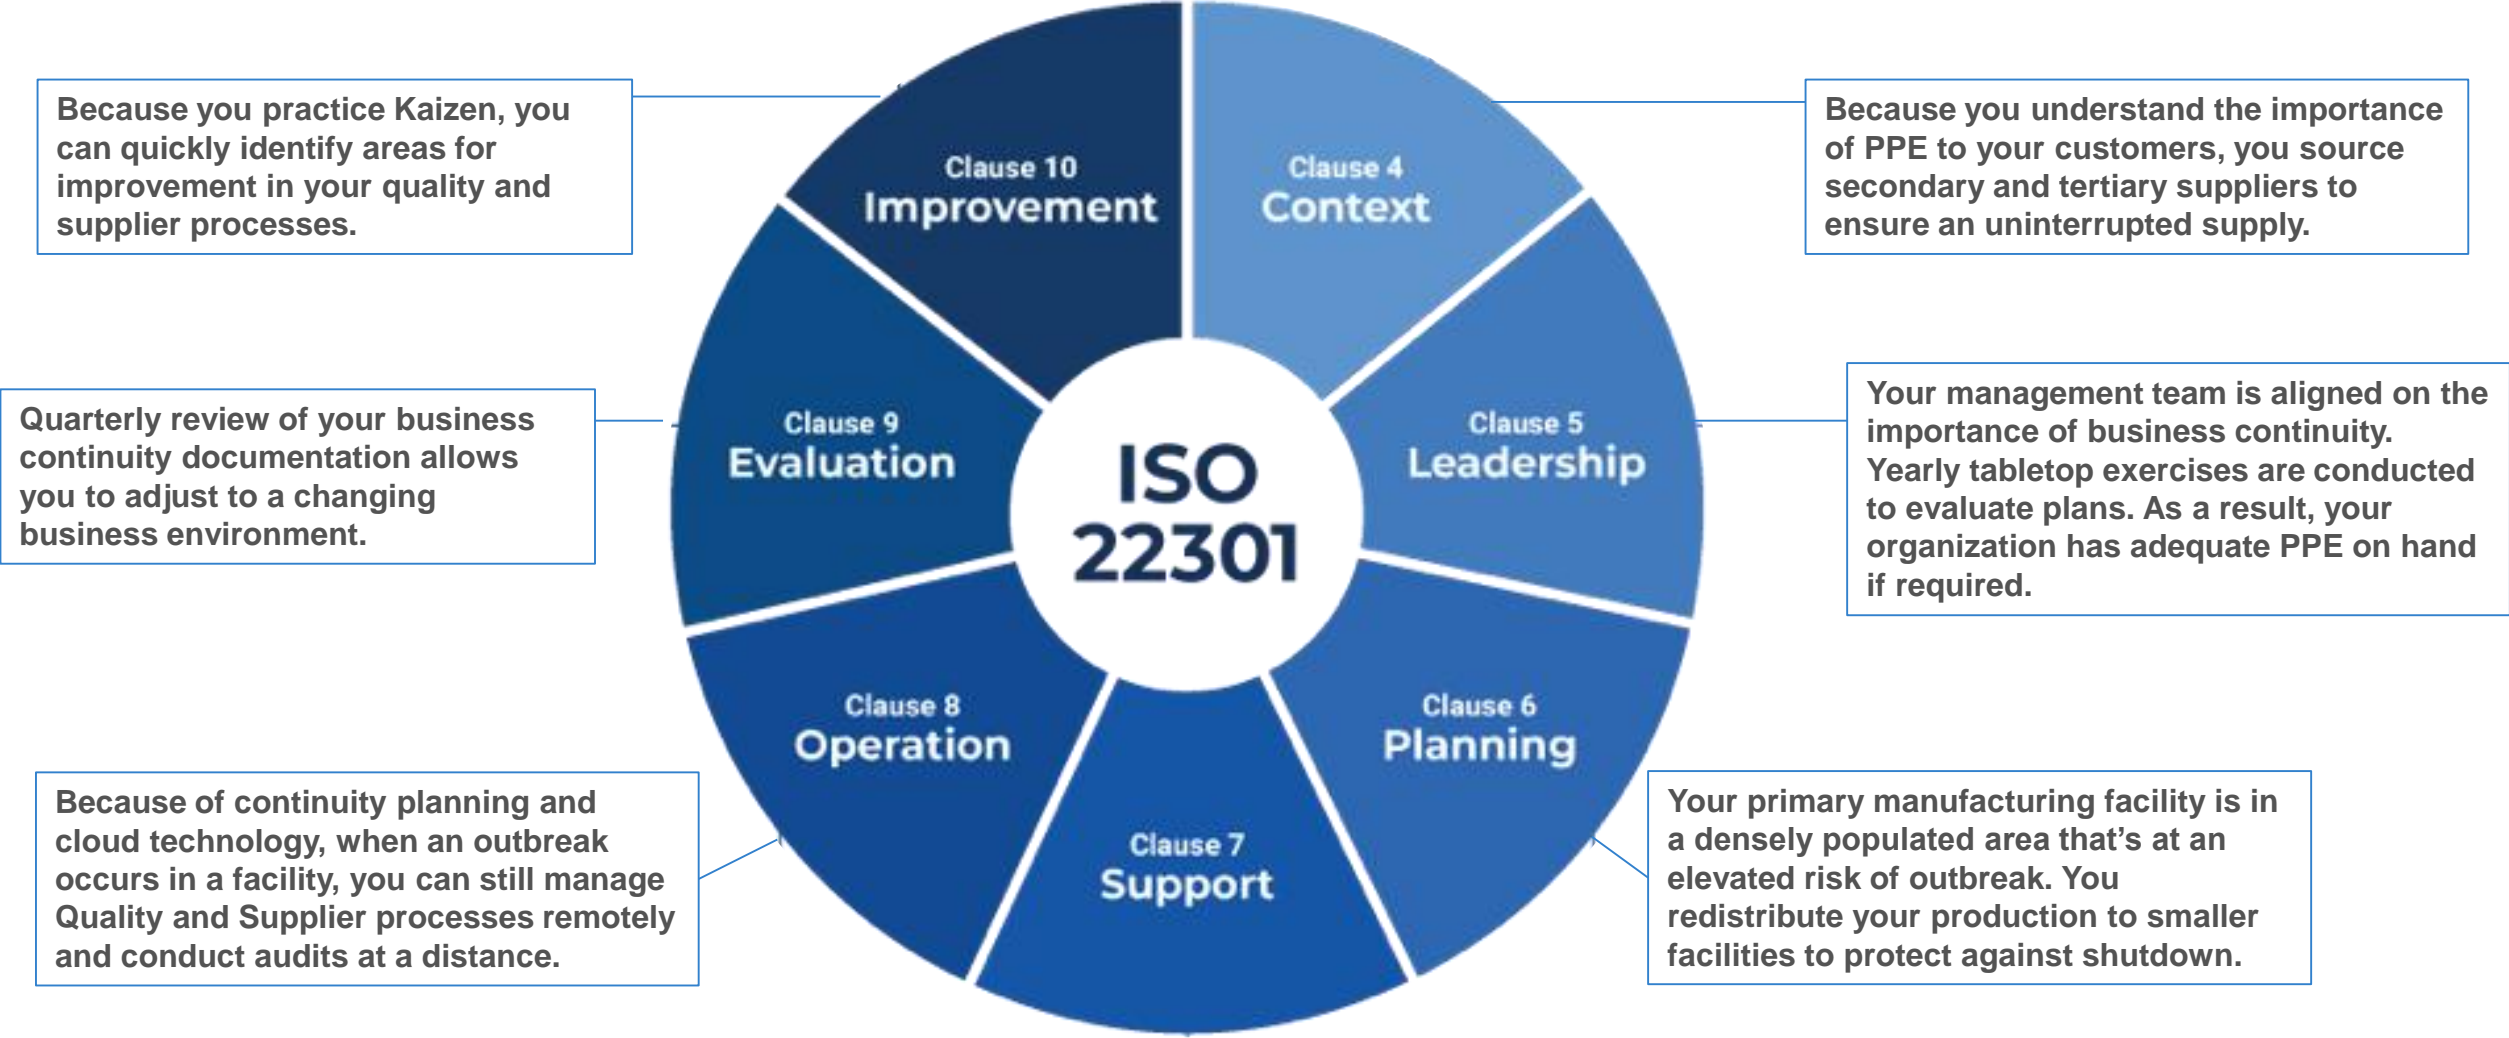 Because you practice Kaizen, you
can quickly identify areas for
improvement in your quality and
supplier processes.
Clause 10
Improvement
Clause 4
Context
Because you understand the importance
of PPE to your customers, you source
secondary and tertiary suppliers to
ensure an uninterrupted supply.
Quarterly review of your business
continuity documentation allows
you to adjust to a changing
business environment.
Clause 9
Evaluation
ISO
22301
Clause 5
Leadership
Your management team is aligned on the
importance of business continuity.
Yearly tabletop exercises are conducted
to evaluate plans. As a result, your
organization has adequate PPE on hand
if required.
Clause 8
Operation
Clause 6
Planning
Because of continuity planning and
cloud technology, when an outbreak
occurs in a facility, you can still manage
Quality and Supplier processes remotely
and conduct audits at a distance.
Clause 7
Support
Your primary manufacturing facility is in
a densely populated area that’s at an
elevated risk of outbreak. You
redistribute your production to smaller
facilities to protect against shutdown.